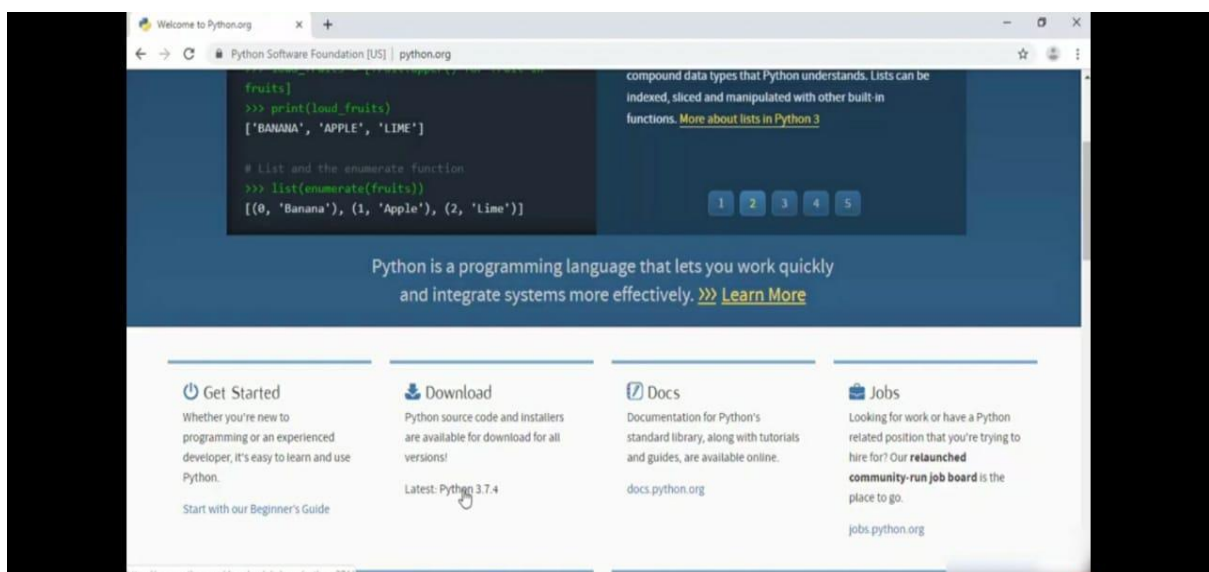 Welcome to Python.org
Python Software Foundation [US] | python.org
fruits]
>>> print(loud_fruits)
['BANANA', 'APPLE', 'LIME']
# List and the enumerate function
>>> list(enumerate(fruits))
[(0, 'Banana'), (1, 'Apple'), (2, 'Lime')]
compound data types that Python understands. Lists can be
indexed, sliced and manipulated with other built-in
functions. More about lists in Python 3
1 2 3 4 5
Python is a programming language that lets you work quickly
and integrate systems more effectively. >>> Learn More
Get Started
Whether you're new to
programming or an experienced
developer, it's easy to learn and use
Python.
Start with our Beginner's Guide
Download
Python source code and installers
are available for download for all
versions!
Latest: Python 3.7.4
Docs
Documentation for Python's
standard library, along with tutorials
and guides, are available online.
docs.python.org
Jobs
Looking for work or have a Python
related position that you're trying to
hire for? Our relaunched
community-run job board is the
place to go.
jobs.python.org